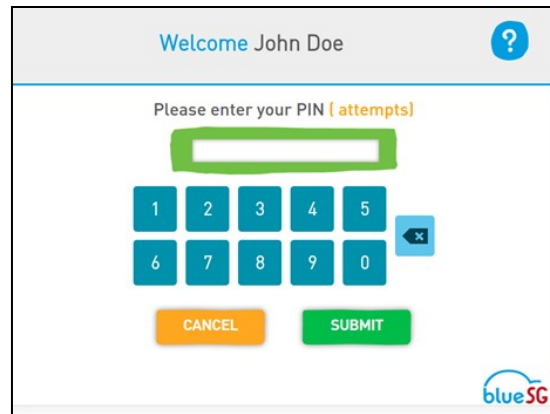 Welcome John Doe
?
Please enter your PIN ( attempts)
1 2 3 4 5
6 7 8 9 0
CANCEL SUBMIT
blueSG